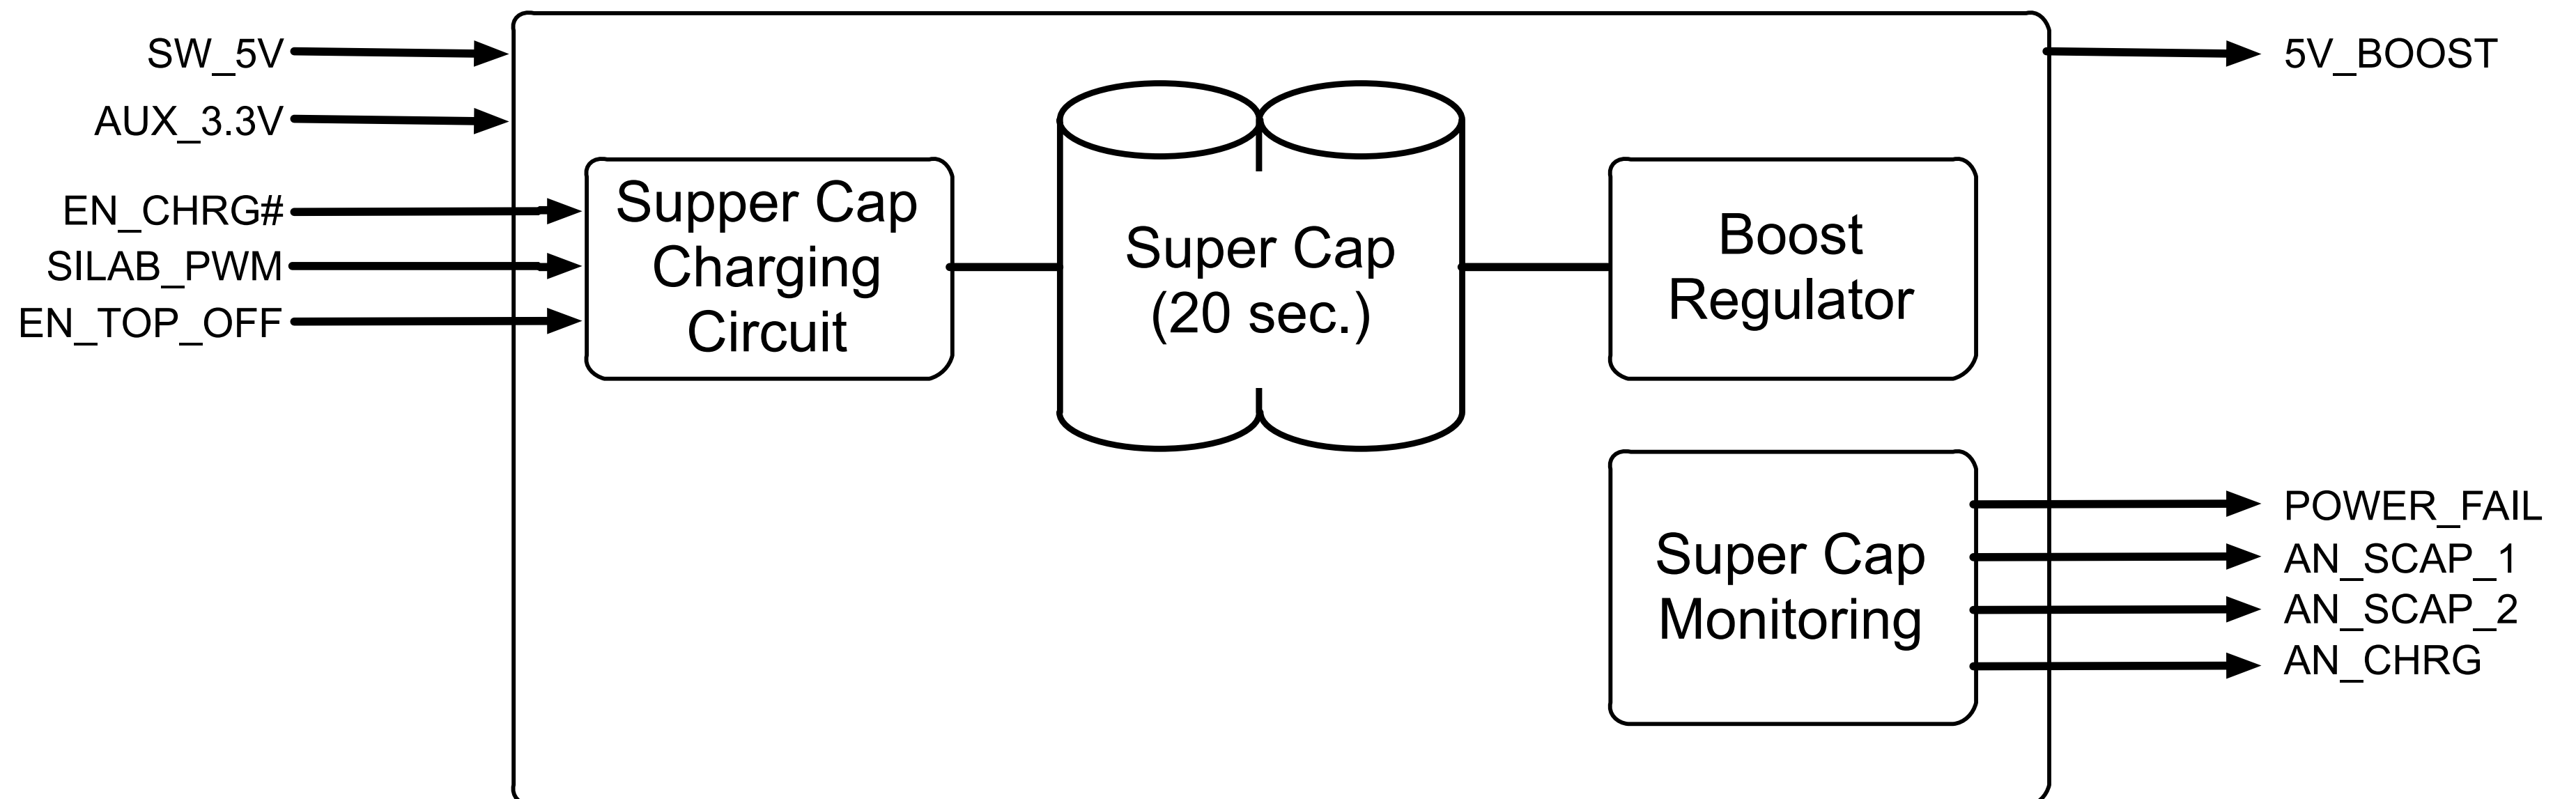 SW_5V
AUX_3.3V
EN_CHRG#
SILAB_PWM
EN_TOP_OFF
Supper Cap
Charging
Circuit
Super Cap
(20 sec.)
Boost
Regulator
Super Cap
Monitoring
5V_BOOST
POWER_FAIL
AN_SCAP_1
AN_SCAP_2
AN_CHRG